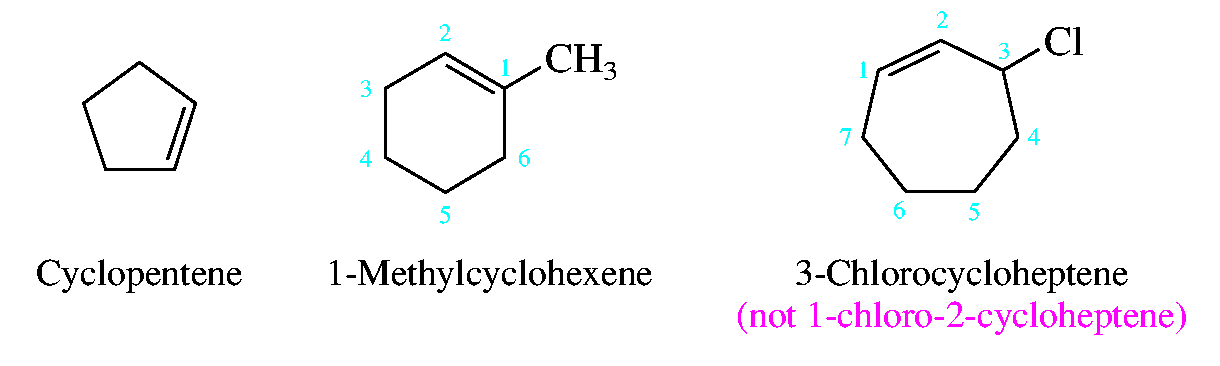 2
1
CH3
3
4
6
5
2
3
Cl
1
7
4
6
5
Cyclopentene
1-Methylcyclohexene
3-Chlorocycloheptene
(not 1-chloro-2-cycloheptene)